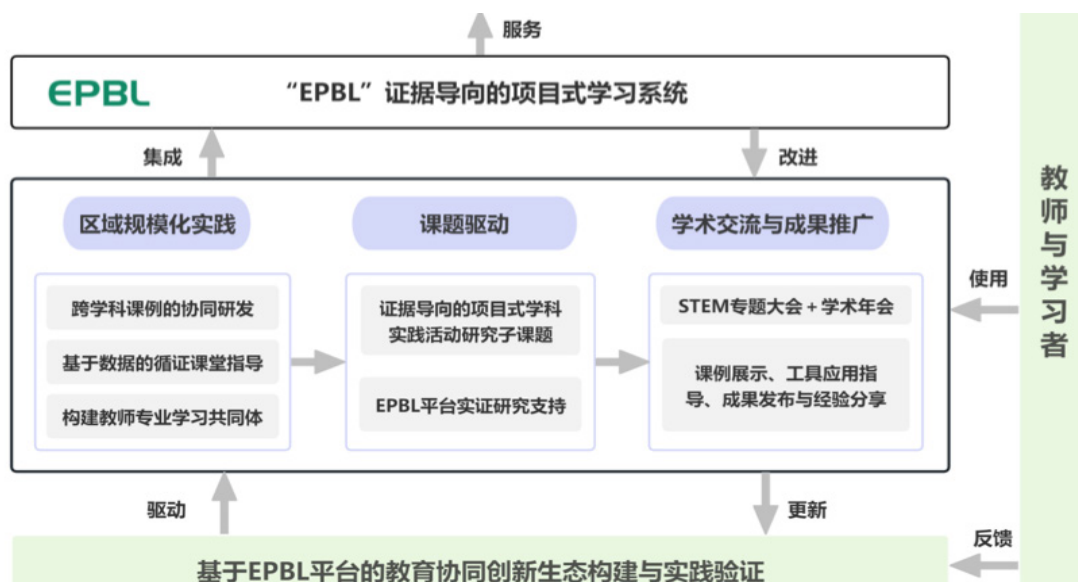 服务
EPBL
“EPBL”证据导向的项目式学习系统
集成
改进
区域规模化实践
课题驱动
学术交流与成果推广
跨学科课例的协同研发
基于数据的循证课堂指导
构建教师专业学习共同体
证据导向的项目式学科
实践活动研究子课题
EPBL平台实证研究支持
STEM专题大会+学术年会
课例展示、工具应用指
导、成果发布与经验分享
使用
教师与学习者
驱动
更新
反馈
基于EPBL平台的教育协同创新生态构建与实践验证